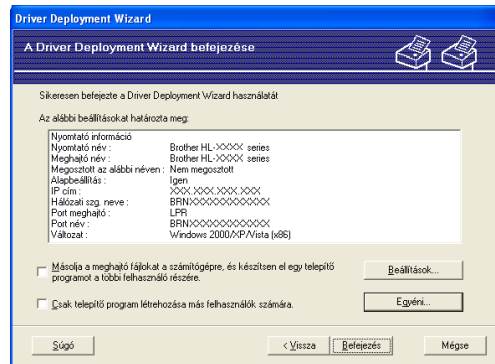 Driver Deployment Wizard
A Driver Deployment Wizard befejezése
Sikeresen befejezte a Driver Deployment Wizard használatát
Az alábbi beállításokat határozta meg:
Nyomtató információ
Nyomtató név : Brother HL-XXXX series
Meghajtó név : Brother HL-XXXX series
Megosztott az alábbi néven : Nem megosztott
Alapbeállítás : Igen
IP cím : XXX.XXX.XXX.XXX
Hálózati szg. neve : BRNXXXXXXXXXXXX
Port meghajtó : LPR
Port név : BRNXXXXXXXXXXXX
Változat : Windows 2000/XP/Vista (x86)
Másolja a meghajtó fájlokat a számítógépre, és készítsen el egy telepítő
programot a többi felhasználó részére.
Beállítások...
Csak telepítő program létrehozása más felhasználók számára.
Egyéni...
Súgó
< Vissza
Befejezés
Mégse